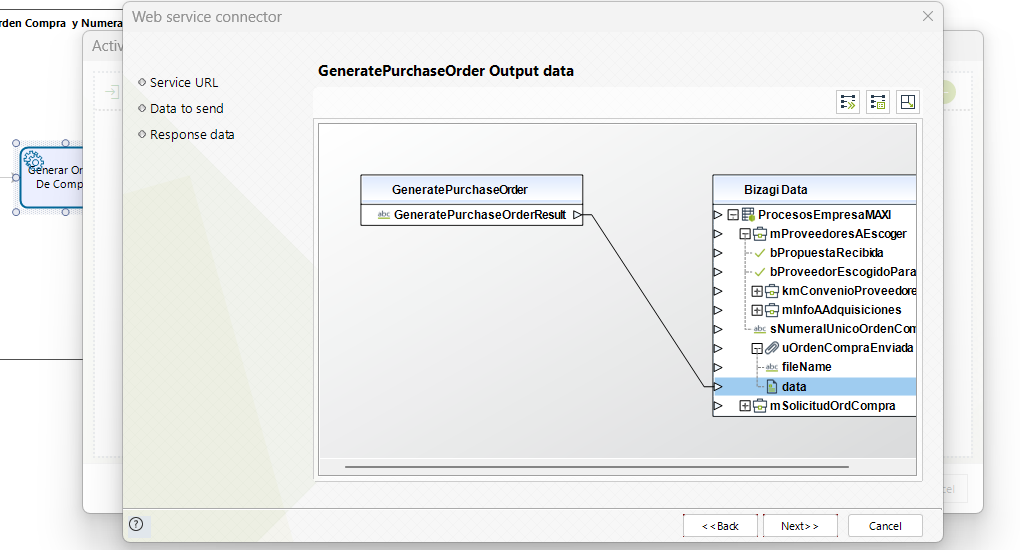 Web service connector
rden Compra y Numera
Activ
GeneratePurchaseOrder Output data
Service URL
Data to send
Response data
Generar Or
De Comp
GeneratePurchaseOrder
abc GeneratePurchaseOrderResult
Bizagi Data
ProcesosEmpresaMAXI
mProveedoresAEscoger
bPropuestaRecibida
bProveedorEscogidoPara
kmConvenioProveedore
mInfoAAdquisiciones
abc sNumeralUnicoOrdenCom
uOrdenCompraEnviada
abc fileName
data
mSolicitudOrdCompra
cel
?
<<Back
Next>>
Cancel